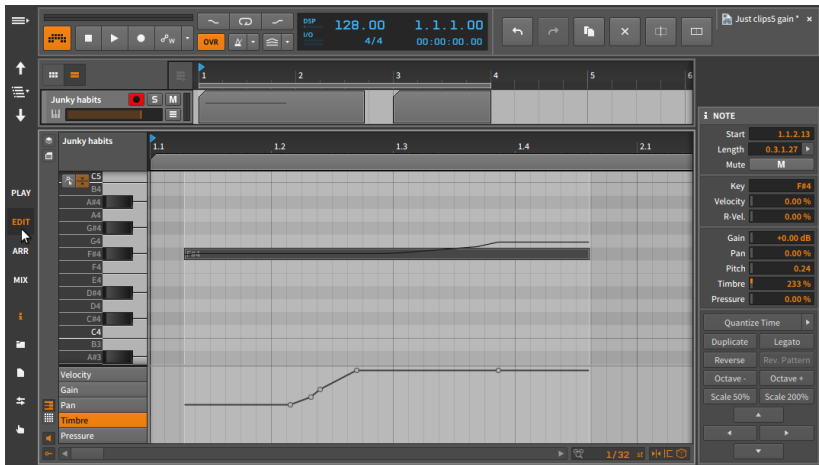 DSP
I/O
128.00
4/4
1.1.1.00
00:00:00.00
Just clips5 gain * ×
W
OVR
1 2 3 4 5 6
Junky habits S M
i NOTE
Junky habits
1.1 1.2 1.3 1.4 2.1
Start 1.1.2.13
Length 0.3.1.27
Mute M
Key F#4
Velocity 0.00 %
R-Vel. 0.00 %
Gain +0.00 dB
Pan 0.00 %
Pitch 0.24
Timbre 233 %
Pressure 0.00 %
Quantize Time
Duplicate Legato
Reverse Rev. Pattern
Octave - Octave +
Scale 50% Scale 200%
PLAY
EDIT
ARR
MIX
i
C5
B4
A#4
A4
G#4
G4
F#4 F#4
F4
E4
D#4
D4
C#4
C4
B3
A#3
Velocity
Gain
Pan
Timbre
Pressure
1/32 st